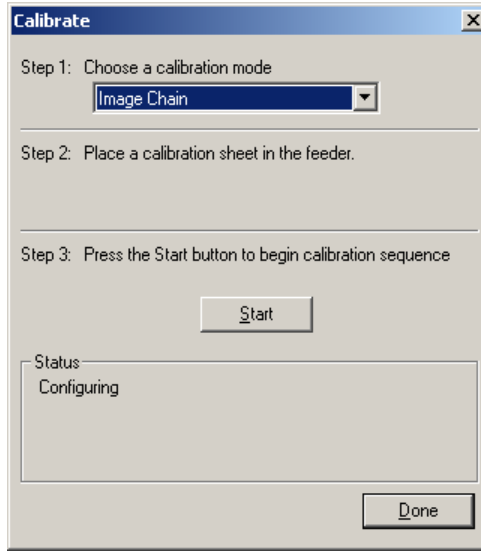 Calibrate
Step 1: Choose a calibration mode
Image Chain
Step 2: Place a calibration sheet in the feeder.
Step 3: Press the Start button to begin calibration sequence
Start
Status
Configuring
Done